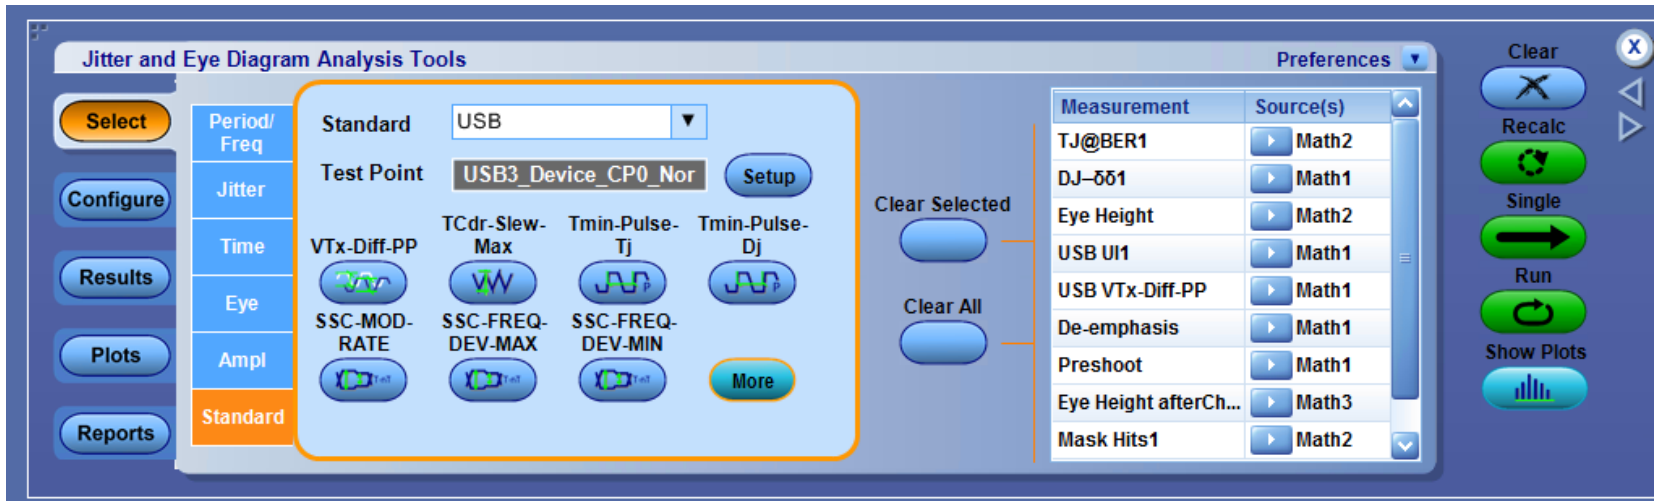 Jitter and Eye Diagram Analysis Tools
Preferences
Select
Configure
Results
Plots
Reports
Period/
Freq
Jitter
Time
Eye
Ampl
Standard
Standard
USB
Test Point
USB3_Device_CP0_Nor
Setup
VTx-Diff-PP
TCdr-Slew-
Max
Tmin-Pulse-
Tj
Tmin-Pulse-
Dj
SSC-MOD-
RATE
SSC-FREQ-
DEV-MAX
SSC-FREQ-
DEV-MIN
More
Clear Selected
Clear All
Measurement Source(s)
TJ@BER1 Math2
DJ–δδ1 Math1
Eye Height Math2
USB UI1 Math1
USB VTx-Diff-PP Math1
De-emphasis Math1
Preshoot Math1
Eye Height afterCh... Math3
Mask Hits1 Math2
Clear
X
Recalc
Single
Run
Show Plots